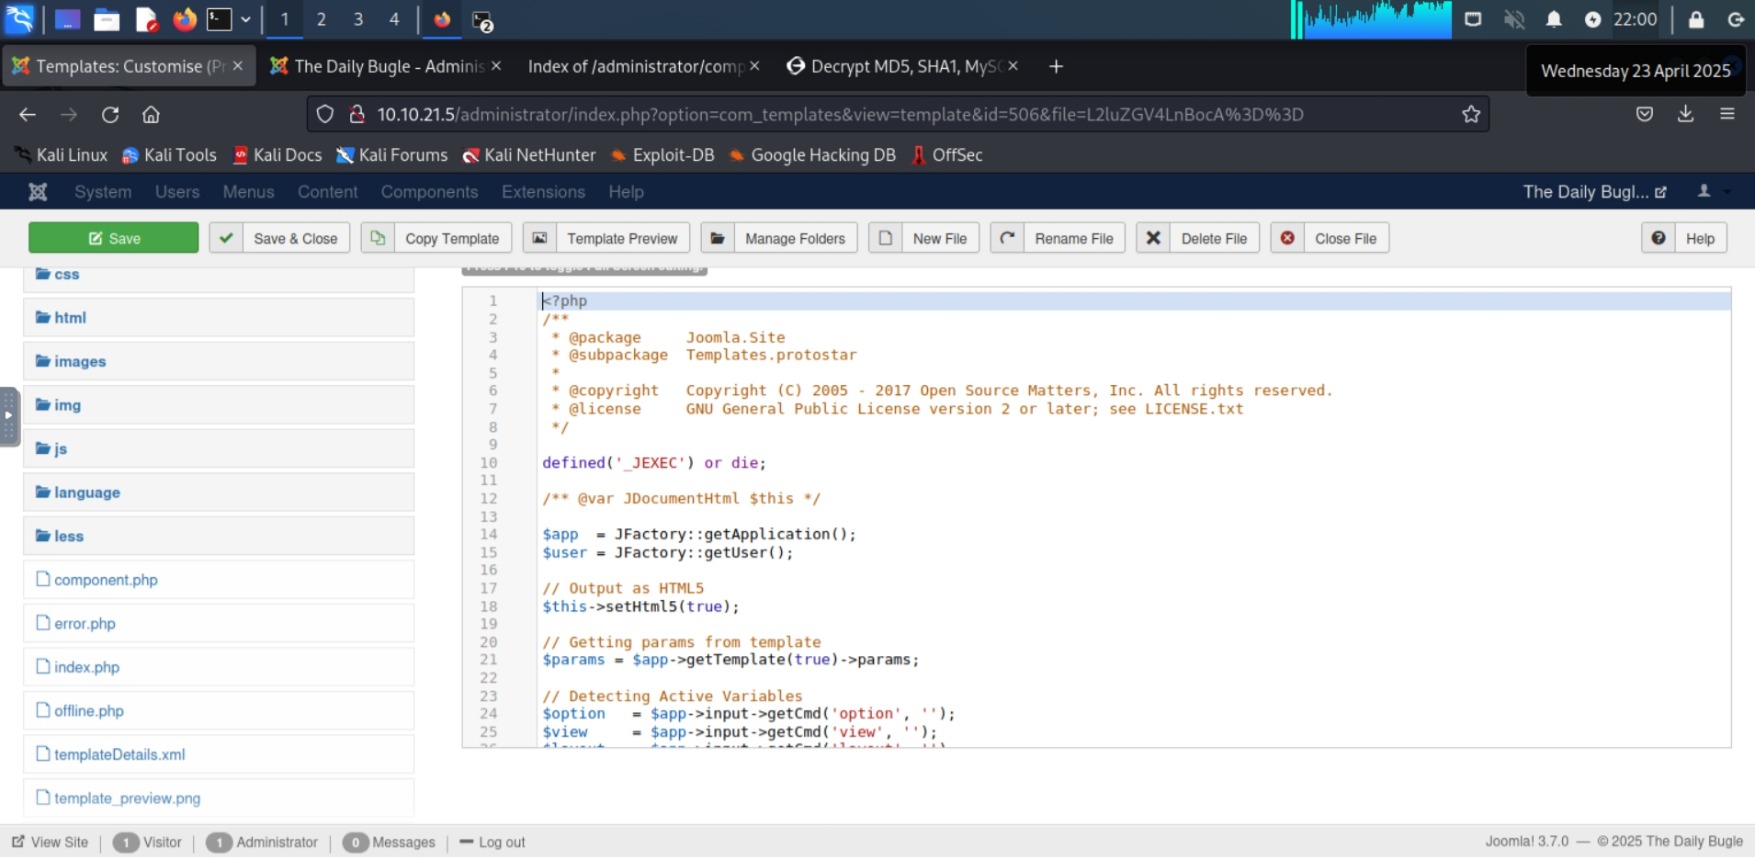 1 2 3 4 22:00
Templates: Customise (Pr The Daily Bugle - Adminis Index of /administrator/comp Decrypt MD5, SHA1, MyS
Wednesday 23 April 2025
10.10.21.5/administrator/index.php?option=com_templates&view=template&id=506&file=L2luZGV4LnBocA%3D%3D
Kali Linux Kali Tools Kali Docs Kali Forums Kali NetHunter Exploit-DB Google Hacking DB OffSec
System Users Menus Content Components Extensions Help The Daily Bugl...
Save Save & Close Copy Template Template Preview Manage Folders New File Rename File Delete File Close File Help
css
html
images
img
js
language
less
component.php
error.php
index.php
offline.php
templateDetails.xml
template_preview.png
1 <?php
2 /**
3 * @package Joomla.Site
4 * @subpackage Templates.protostar
5 *
6 * @copyright Copyright (C) 2005 - 2017 Open Source Matters, Inc. All rights reserved.
7 * @license GNU General Public License version 2 or later; see LICENSE.txt
8 */
9
10 defined('_JEXEC') or die;
11
12 /** @var JDocumentHtml $this */
13
14 $app = JFactory::getApplication();
15 $user = JFactory::getUser();
16
17 // Output as HTML5
18 $this->setHtml5(true);
19
20 // Getting params from template
21 $params = $app->getTemplate(true)->params;
22
23 // Detecting Active Variables
24 $option = $app->input->getCmd('option', '');
25 $view = $app->input->getCmd('view', '');
View Site 1 Visitor 1 Administrator 0 Messages Log out Joomla! 3.7.0 — © 2025 The Daily Bugle